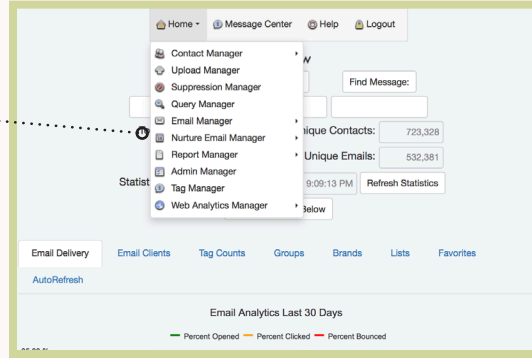 Home Message Center Help Logout
w
Contact Manager
Upload Manager
Find Message:
Suppression Manager
Query Manager
Email Manager
nique Contacts: 723,328
Nurture Email Manager
Report Manager
Unique Emails: 532,381
Admin Manager
Statist 9:09:13 PM Refresh Statistics
Tag Manager
Web Analytics Manager
Below
Email Delivery Email Clients Tag Counts Groups Brands Lists Favorites
AutoRefresh
Email Analytics Last 30 Days
Percent Opened Percent Clicked Percent Bounced